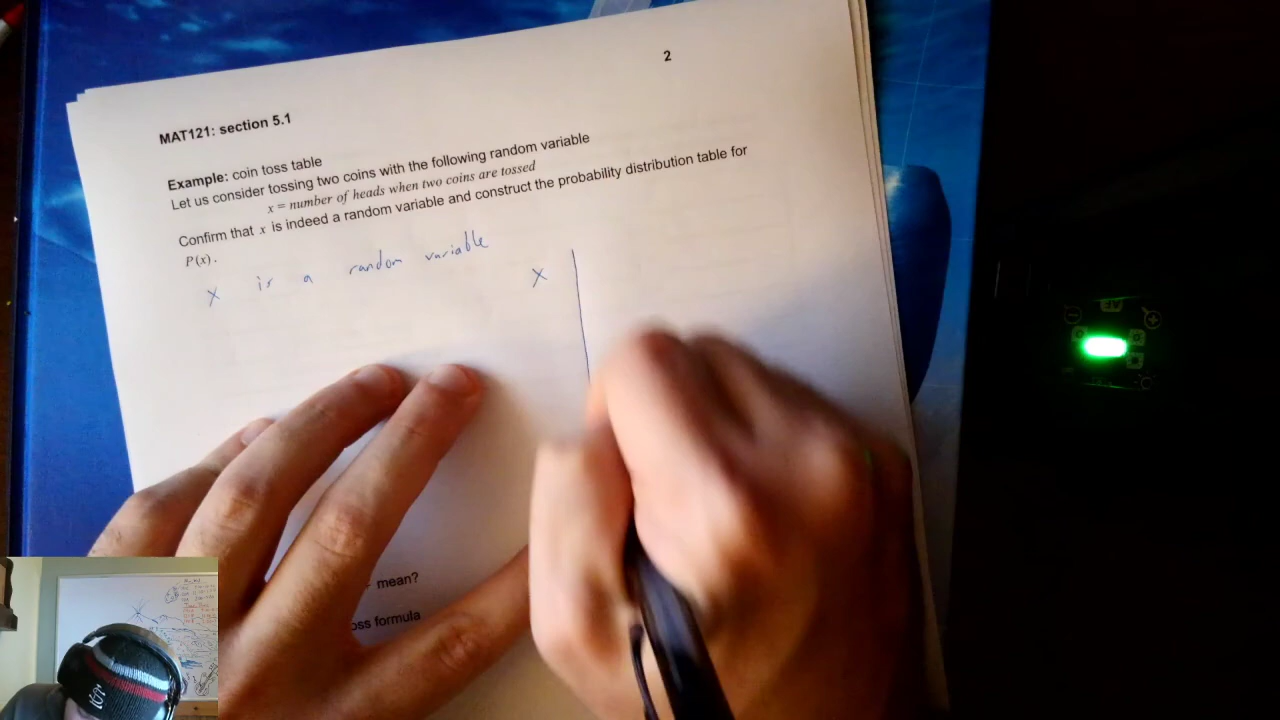 2
MAT121: section 5.1
Example: coin toss table
Let us consider tossing two coins with the following random variable
x = number of heads when two coins are tossed
Confirm that x is indeed a random variable and construct the probability distribution table for
P(x).
x is a random variable
x
mean?
oss formula